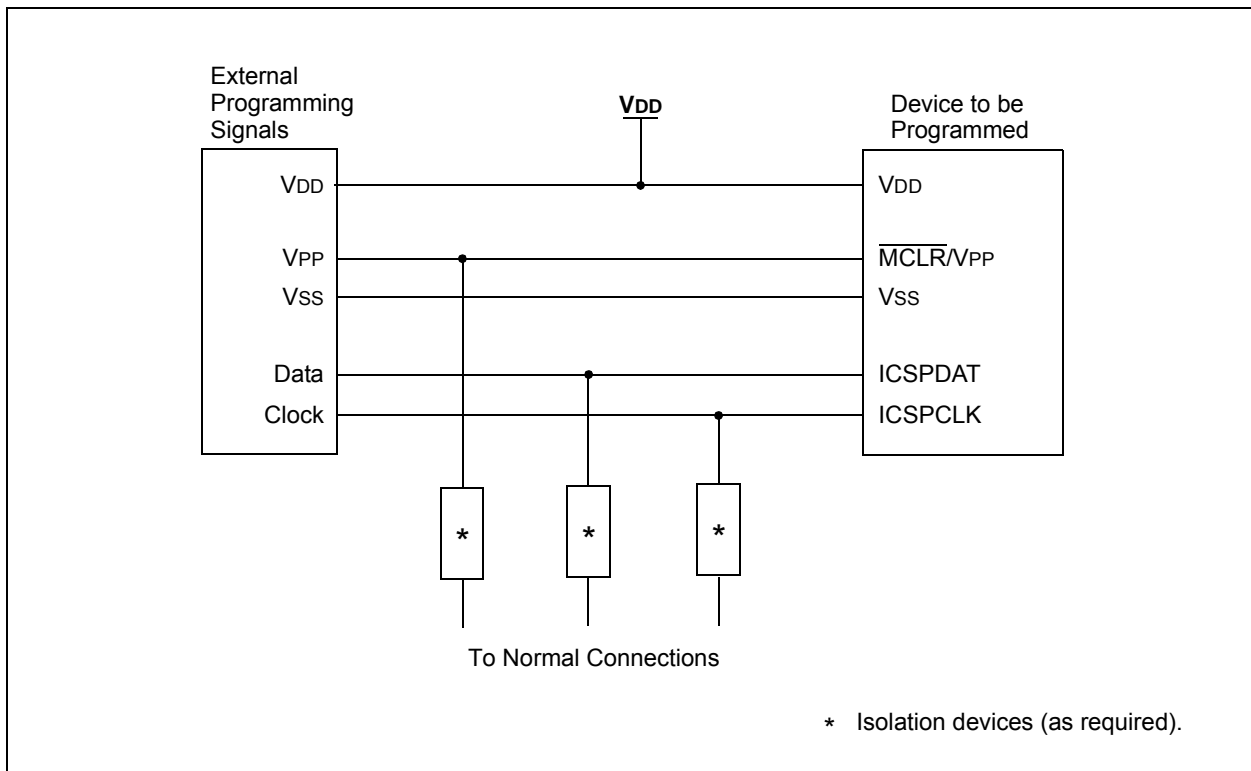 External
Programming
Signals
VDD
Device to be
Programmed
VDD
VPP
VSS
Data
Clock
VDD
MCLR/VPP
VSS
ICSPDAT
ICSPCLK
*
*
*
To Normal Connections
* Isolation devices (as required).